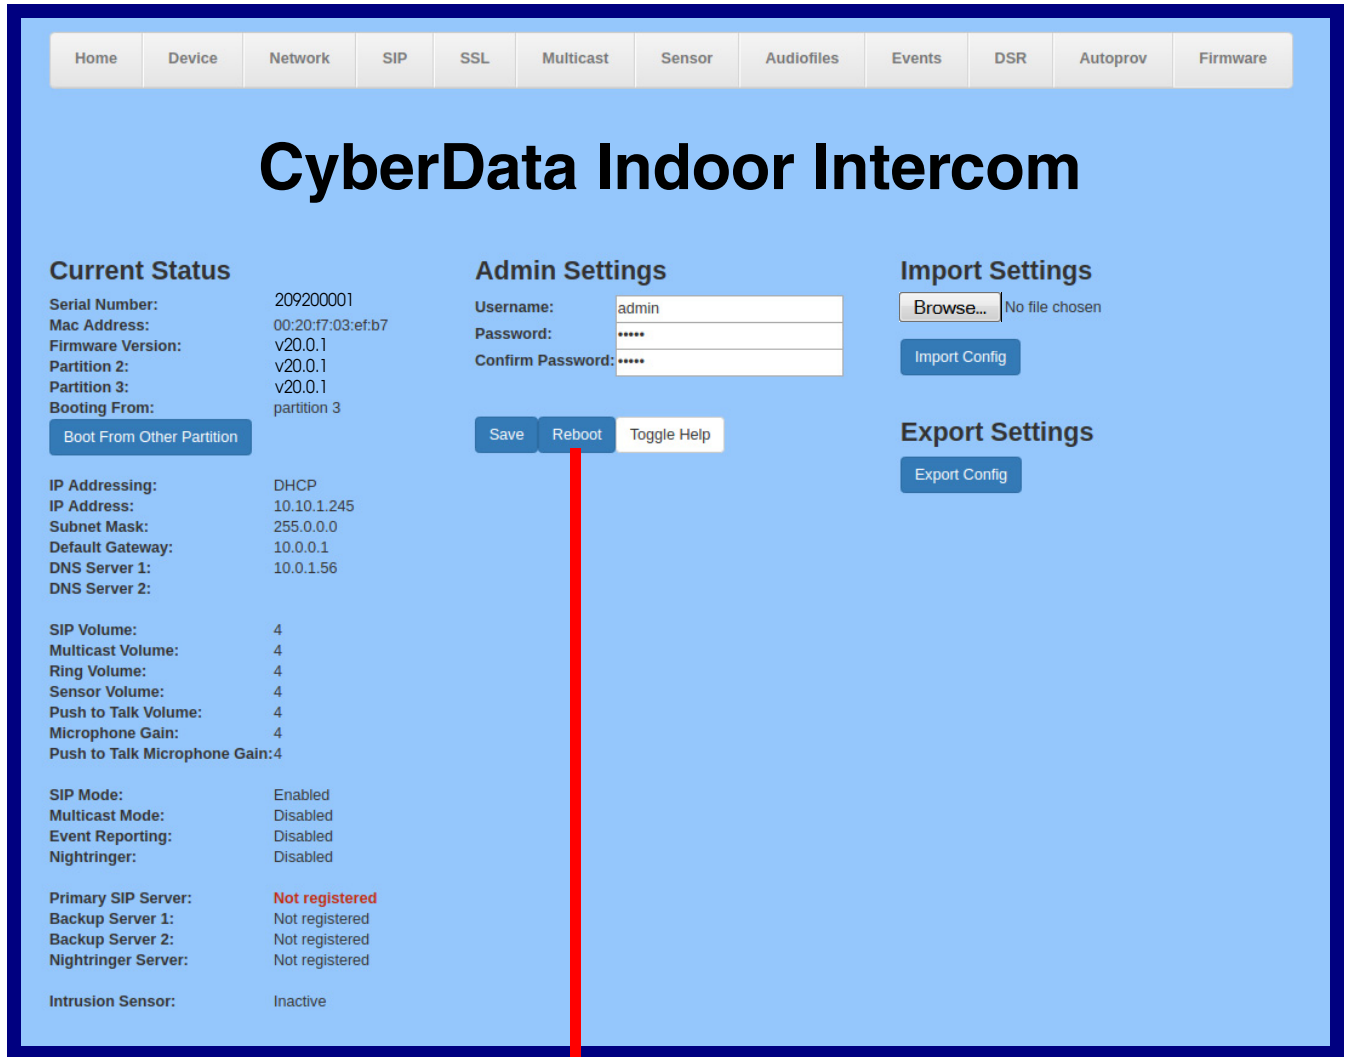 Home Device Network SIP SSL Multicast Sensor Audiofiles Events DSR Autoprov Firmware
CyberData Indoor Intercom
Current Status
Serial Number: 209200001
Mac Address: 00:20:f7:03:ef:b7
Firmware Version: v20.0.1
Partition 2: v20.0.1
Partition 3: v20.0.1
Booting From: partition 3
Boot From Other Partition
IP Addressing: DHCP
IP Address: 10.10.1.245
Subnet Mask: 255.0.0.0
Default Gateway: 10.0.0.1
DNS Server 1: 10.0.1.56
DNS Server 2:
SIP Volume: 4
Multicast Volume: 4
Ring Volume: 4
Sensor Volume: 4
Push to Talk Volume: 4
Microphone Gain: 4
Push to Talk Microphone Gain: 4
SIP Mode: Enabled
Multicast Mode: Disabled
Event Reporting: Disabled
Nightringer: Disabled
Primary SIP Server: Not registered
Backup Server 1: Not registered
Backup Server 2: Not registered
Nightringer Server: Not registered
Intrusion Sensor: Inactive
Admin Settings
Username: admin
Password: •••••
Confirm Password: •••••
Save Reboot Toggle Help
Import Settings
Browse... No file chosen
Import Config
Export Settings
Export Config